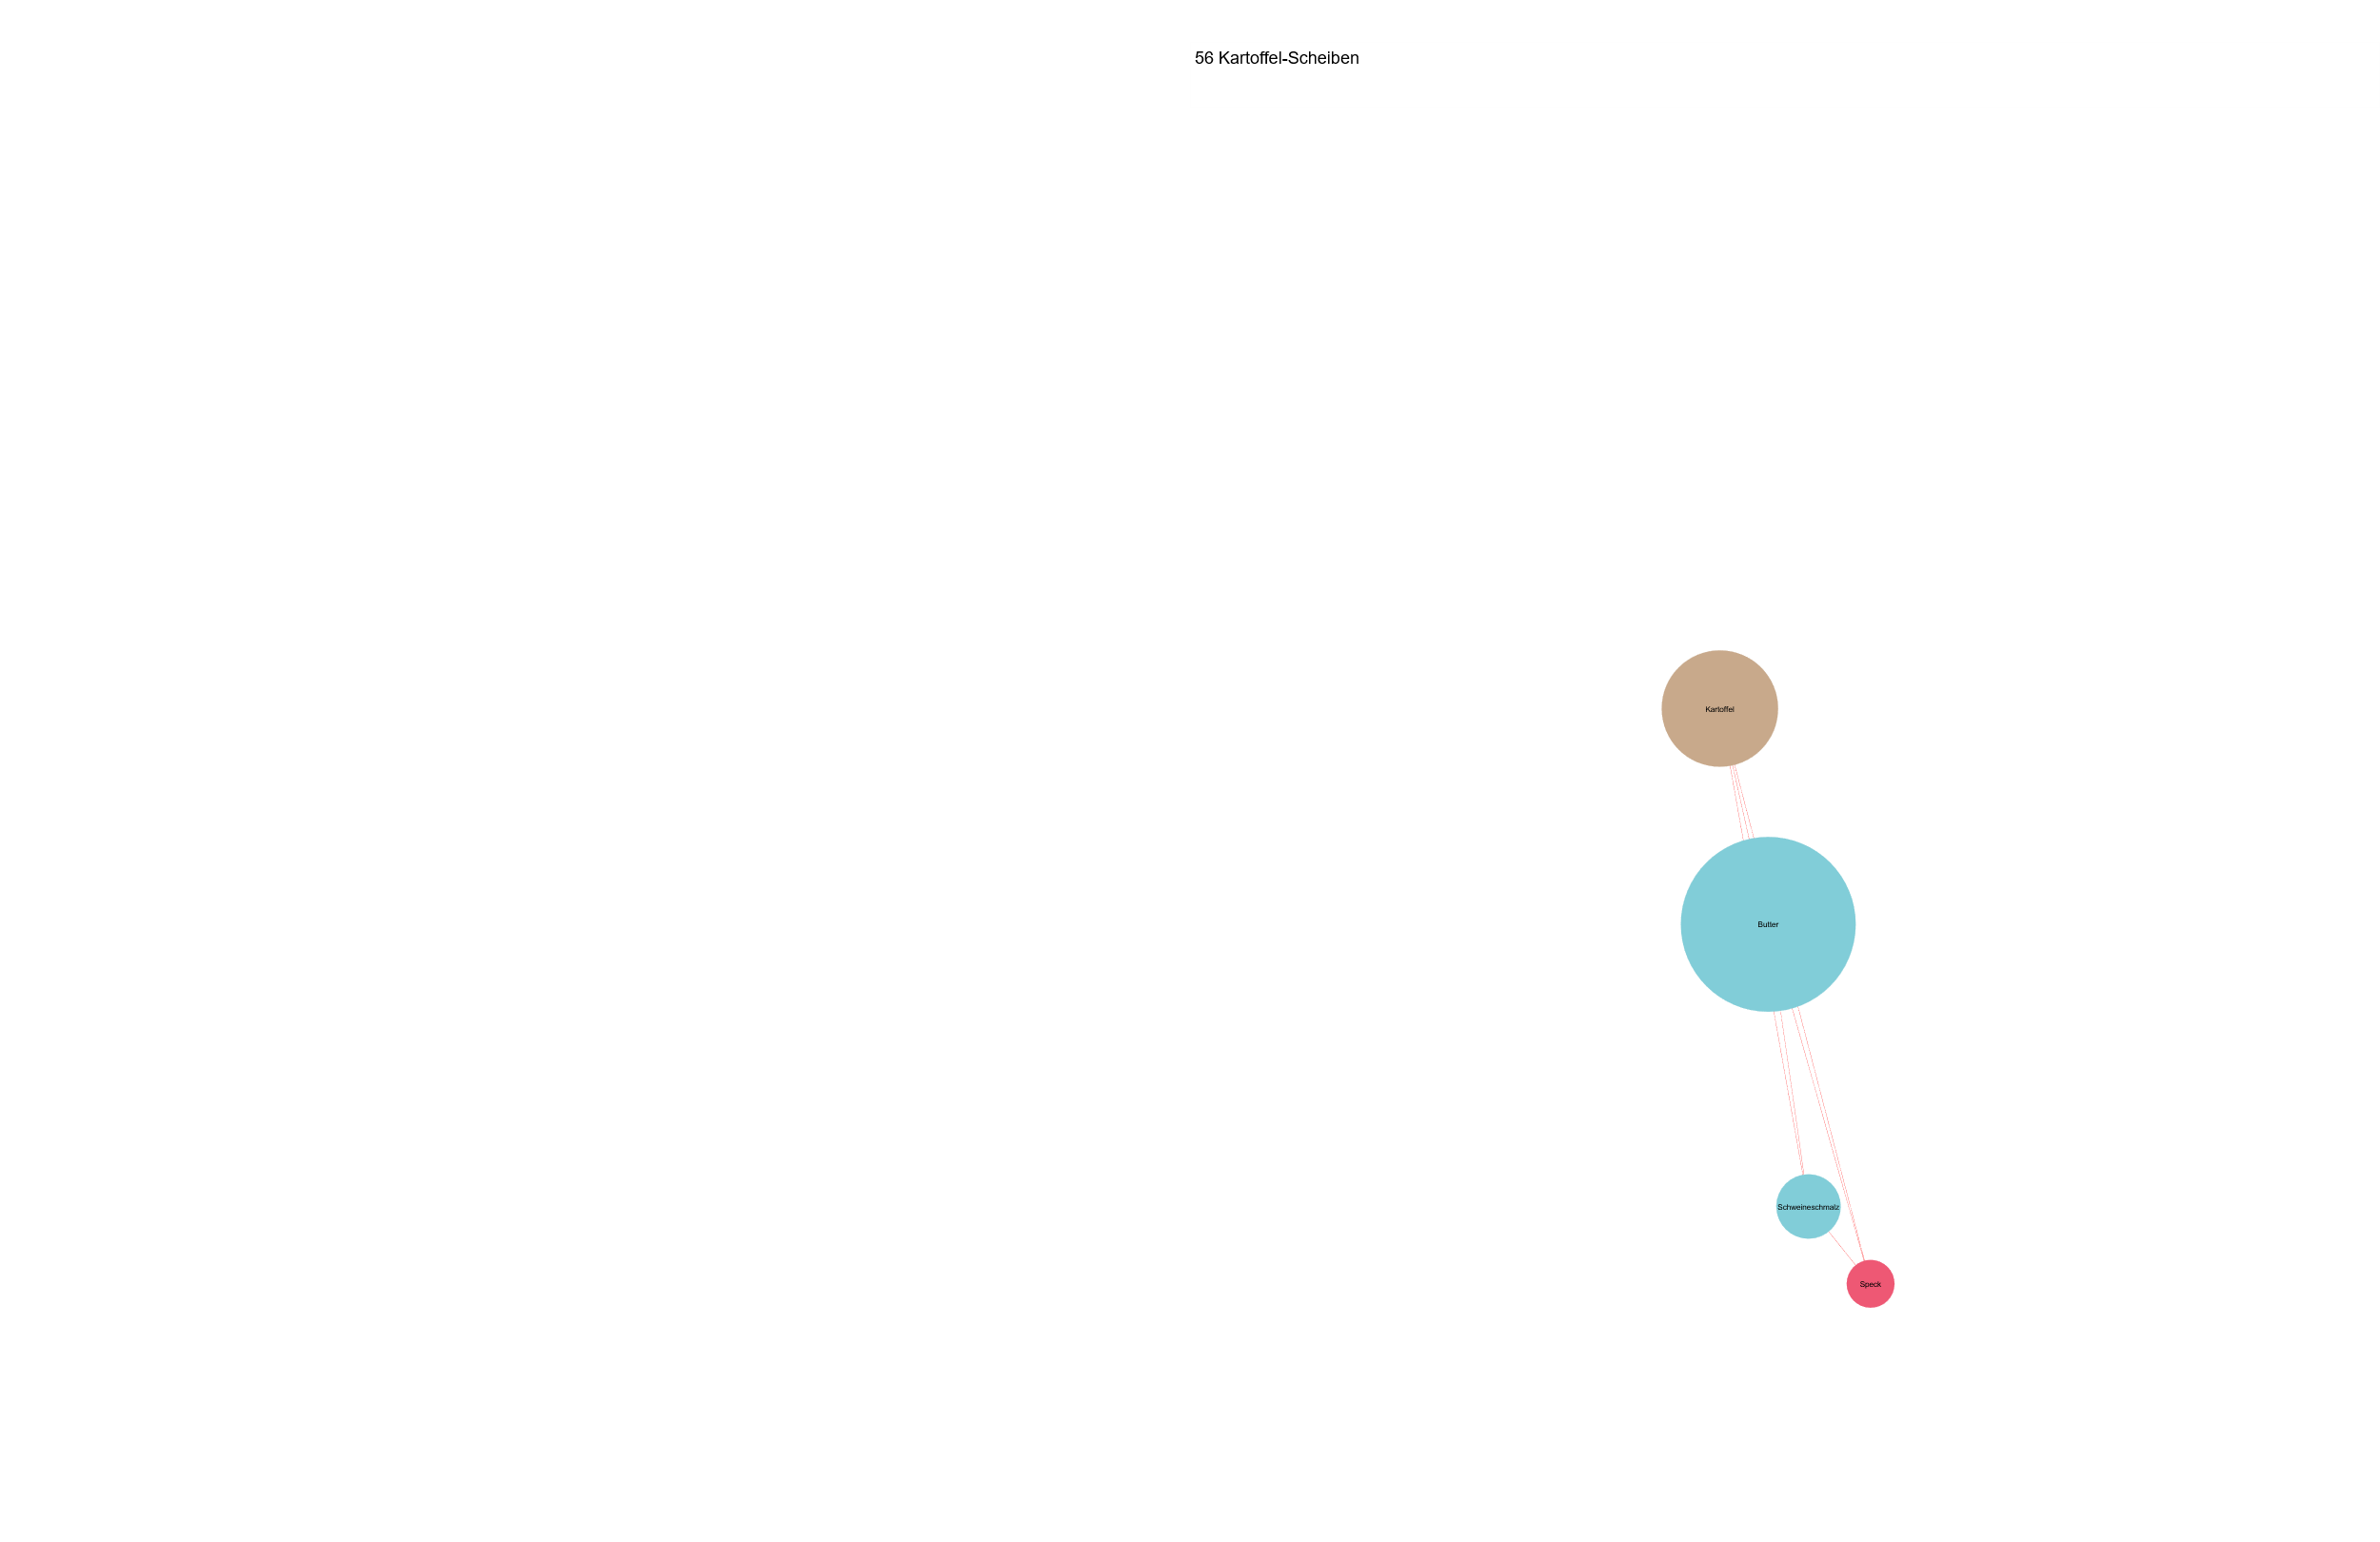 56 Kartoffel-Scheiben
Kartoffel
Butter
Schweineschmalz
Speck